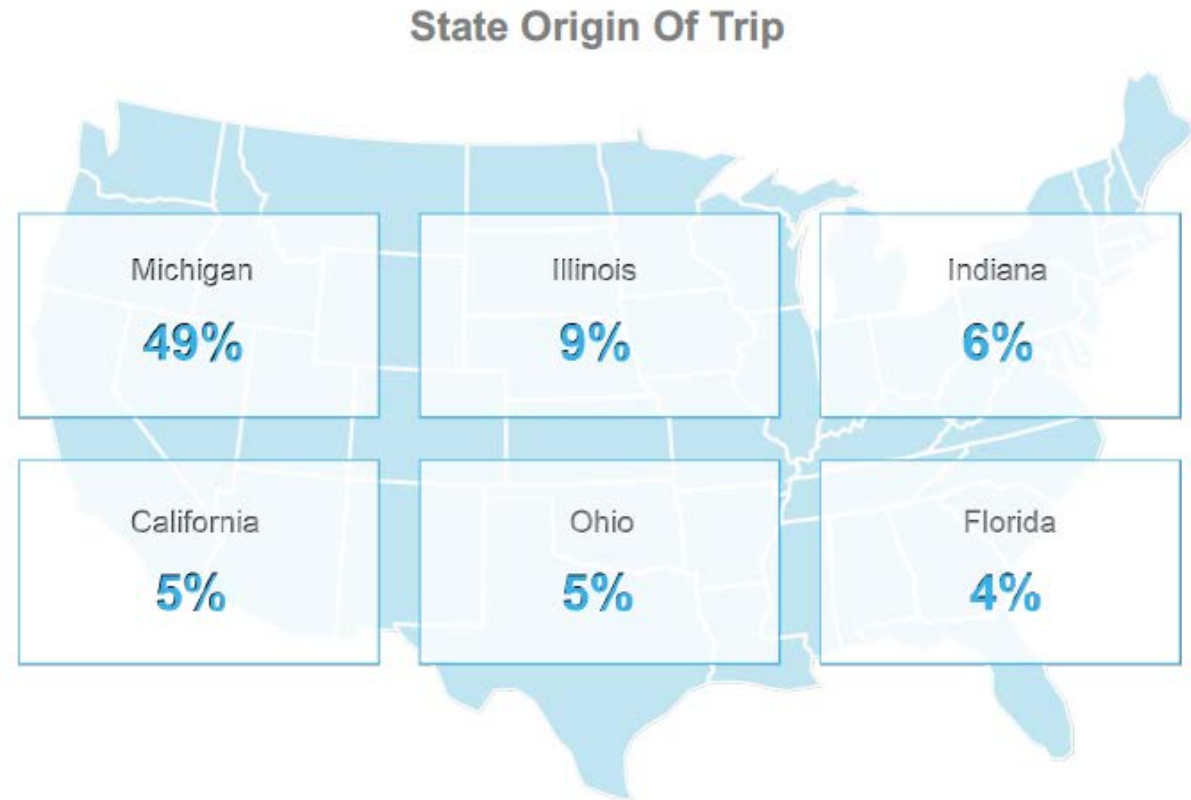 State Origin Of Trip
Michigan
49%
Illinois
9%
Indiana
6%
California
5%
Ohio
5%
Florida
4%